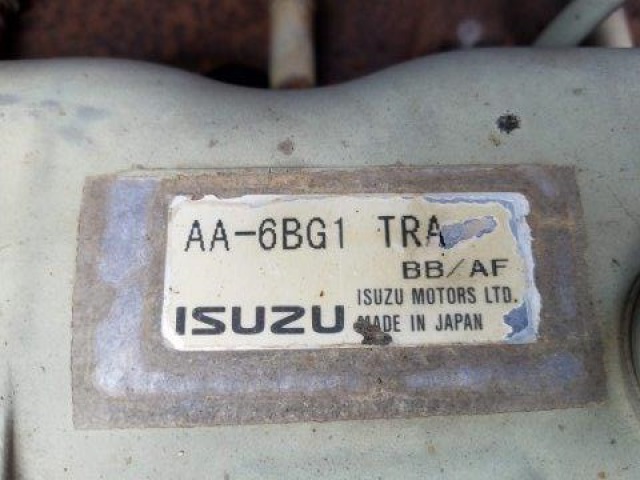 AA-6BG1 TRA
BB/AF
ISUZU MOTORS LTD.
ISUZU MADE IN JAPAN